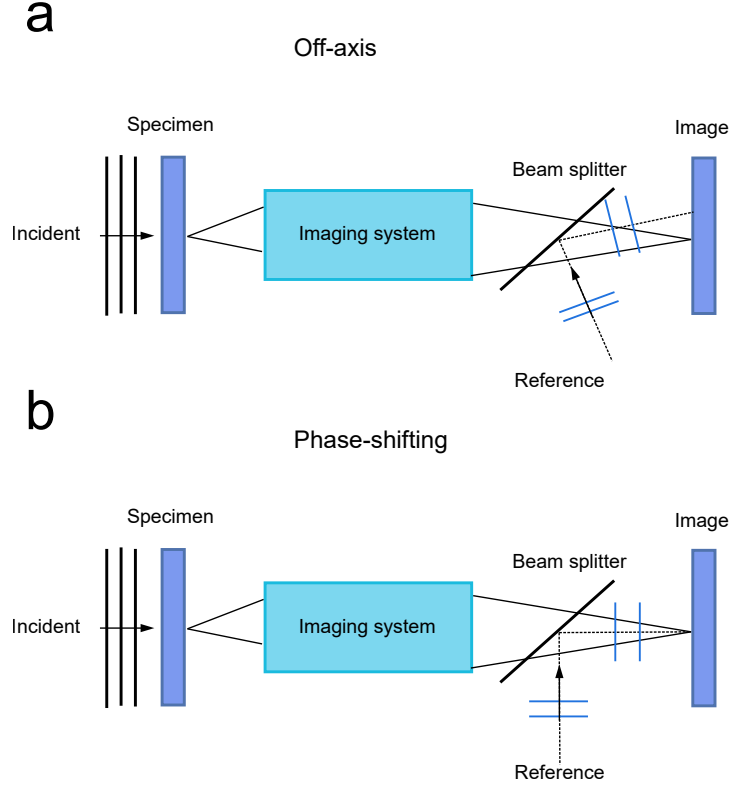 a
Off-axis
Specimen
Image
Beam splitter
Incident
Imaging system
Reference
b
Phase-shifting
Specimen
Image
Beam splitter
Incident
Imaging system
Reference